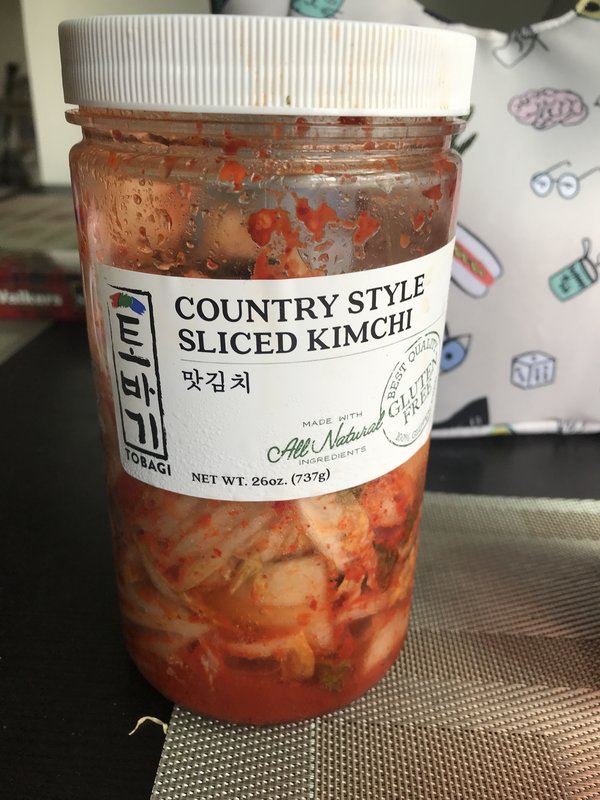 토바기
TOBAGI
COUNTRY STYLE
SLICED KIMCHI
맛김치
MADE WITH
All Natural
INGREDIENTS
BEST QUALITY
GLUTEN
FREE
100%
NET WT. 26oz. (737g)
Walkers